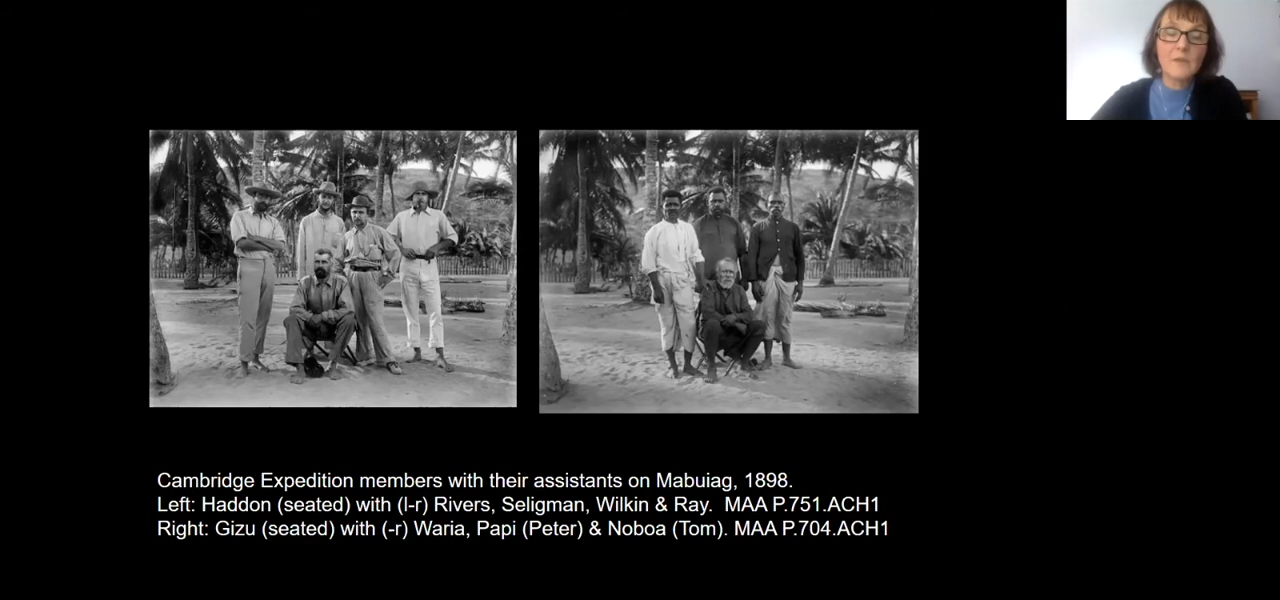 Cambridge Expedition members with their assistants on Mabuiag, 1898.
Left: Haddon (seated) with (l-r) Rivers, Seligman, Wilkin & Ray.  MAA P.751.ACH1
Right: Gizu (seated) with (-r) Waria, Papi (Peter) & Noboa (Tom). MAA P.704.ACH1